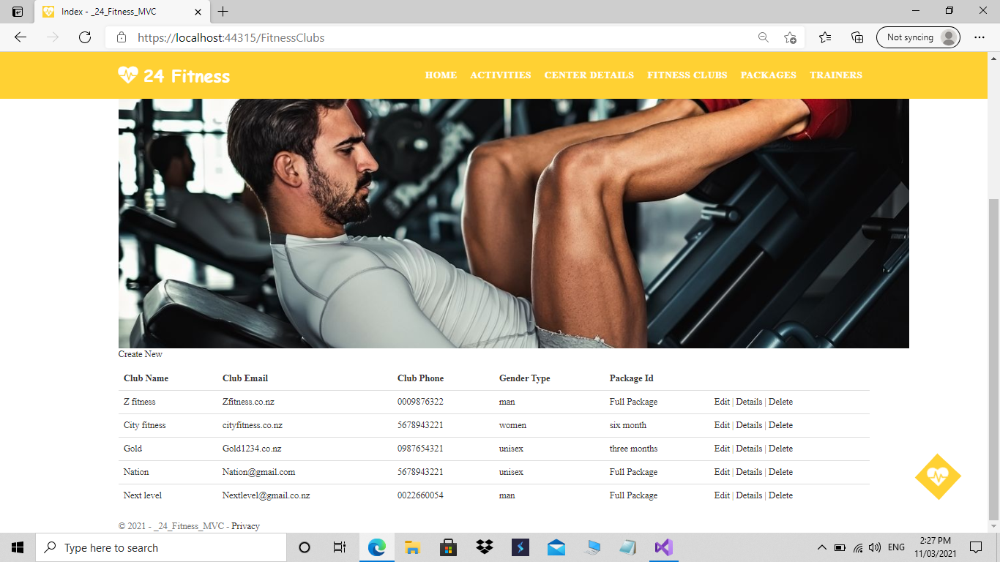 Index - _24_Fitness_MVC
https://localhost:44315/FitnessClubs
Not syncing
24 Fitness
HOME ACTIVITIES CENTER DETAILS FITNESS CLUBS PACKAGES TRAINERS
Create New
Club Name Club Email Club Phone Gender Type Package Id
Z fitness Zfitness.co.nz 0009876322 man Full Package Edit | Details | Delete
City fitness cityfitness.co.nz 5678943221 women six month Edit | Details | Delete
Gold Gold1234.co.nz 0987654321 unisex three months Edit | Details | Delete
Nation Nation@gmail.com 5678943221 unisex Full Package Edit | Details | Delete
Next level Nextlevel@gmail.co.nz 0022660054 man Full Package Edit | Details | Delete
© 2021 - _24_Fitness_MVC - Privacy
Type here to search
ENG
2:27 PM
11/03/2021